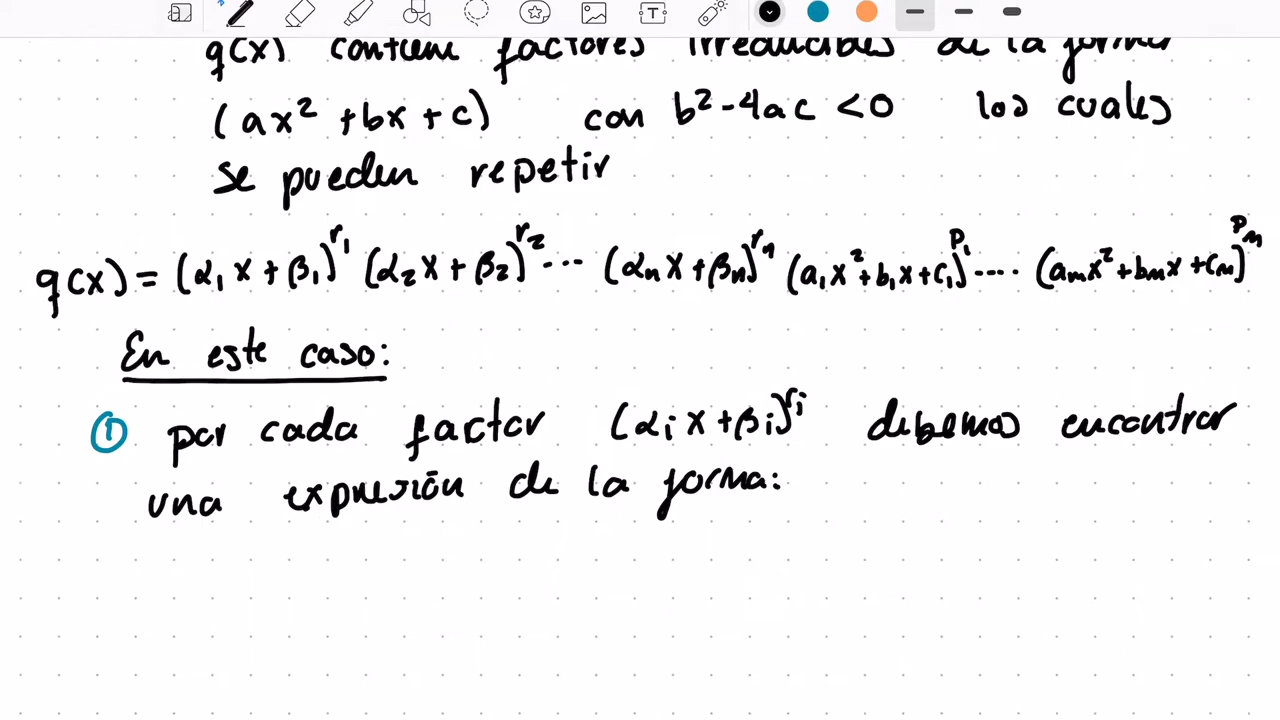 q(x) contiene factores irreducibles de la forma
(ax² + bx + c) con b² - 4ac < 0 los cuales
se pueden repetir
q(x) = (α₁x + β₁)^r₁ (α₂x + β₂)^r₂ ··· (αₙx + βₙ)^rₙ (a₁x² + b₁x + c₁)^p₁ ···· (aₘx² + bₘx + cₘ)^pₘ
En este caso:
① por cada factor (αᵢx + βᵢ)^rᵢ debemos encontrar
una expresión de la forma: